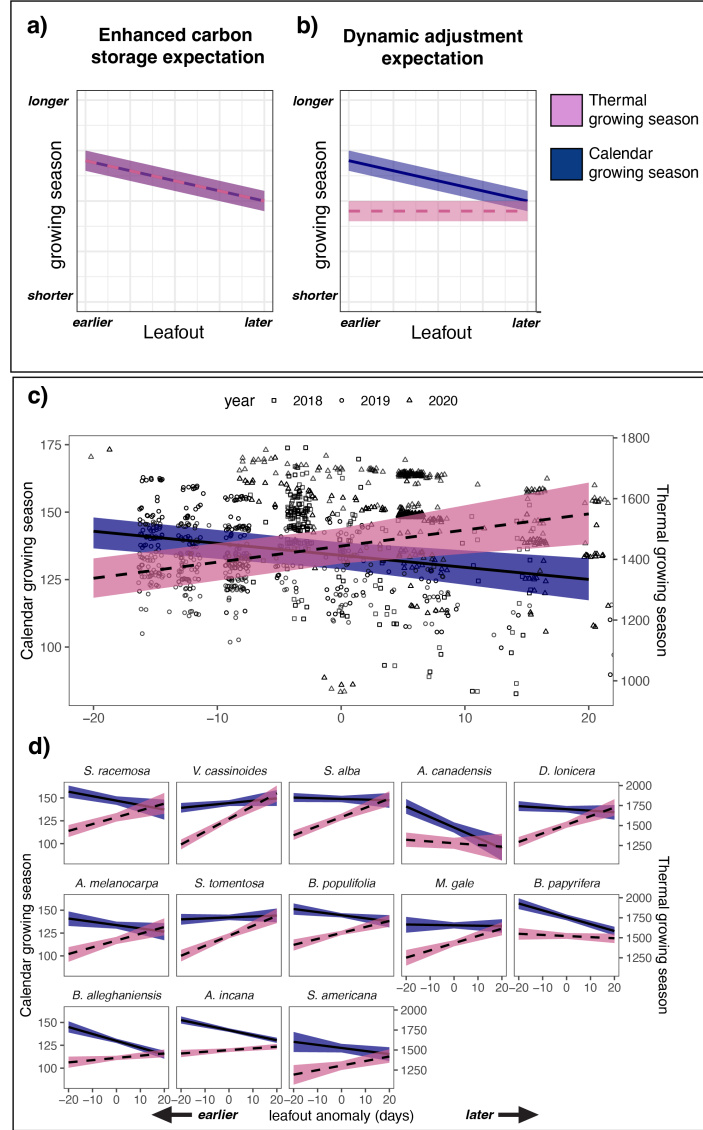 a)
Enhanced carbon
storage expectation
b)
Dynamic adjustment
expectation
longer
growing season
shorter
earlier
Leafout
later
longer
growing season
shorter
earlier
Leafout
later
Thermal
growing season
Calendar
growing season
c)
year 2018 2019 2020
175
150
125
100
Calendar growing season
1800
1600
1400
1200
1000
Thermal growing season
−20 −10 0 10 20
d)
S. racemosa V. cassinoides S. alba A. canadensis D. lonicera
150
125
100
2000
1750
1500
1250
A. melanocarpa S. tomentosa B. populifolia M. gale B. papyrifera
150
125
100
2000
1750
1500
1250
−20 −10 0 10 20 −20 −10 0 10 20
B. alleghaniensis A. incana S. americana
150
125
100
2000
1750
1500
1250
−20 −10 0 10 20 −20 −10 0 10 20 −20 −10 0 10 20
Calendar growing season
Thermal growing season
earlier leafout anomaly (days) later